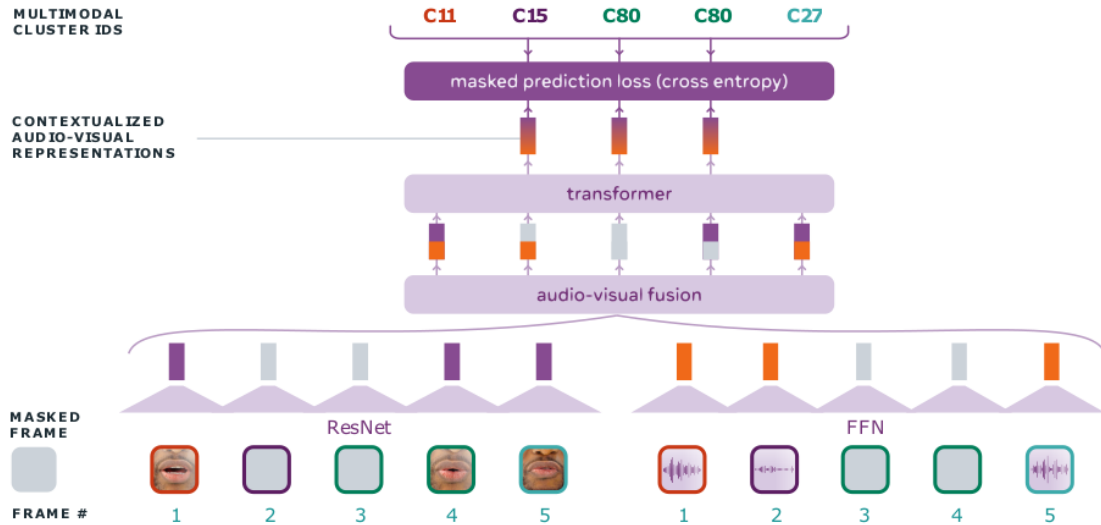 MULTIMODAL
CLUSTER IDS
C11 C15 C80 C80 C27
masked prediction loss (cross entropy)
CONTEXTUALIZED
AUDIO-VISUAL
REPRESENTATIONS
transformer
audio-visual fusion
MASKED
FRAME
ResNet FFN
FRAME # 1 2 3 4 5 1 2 3 4 5